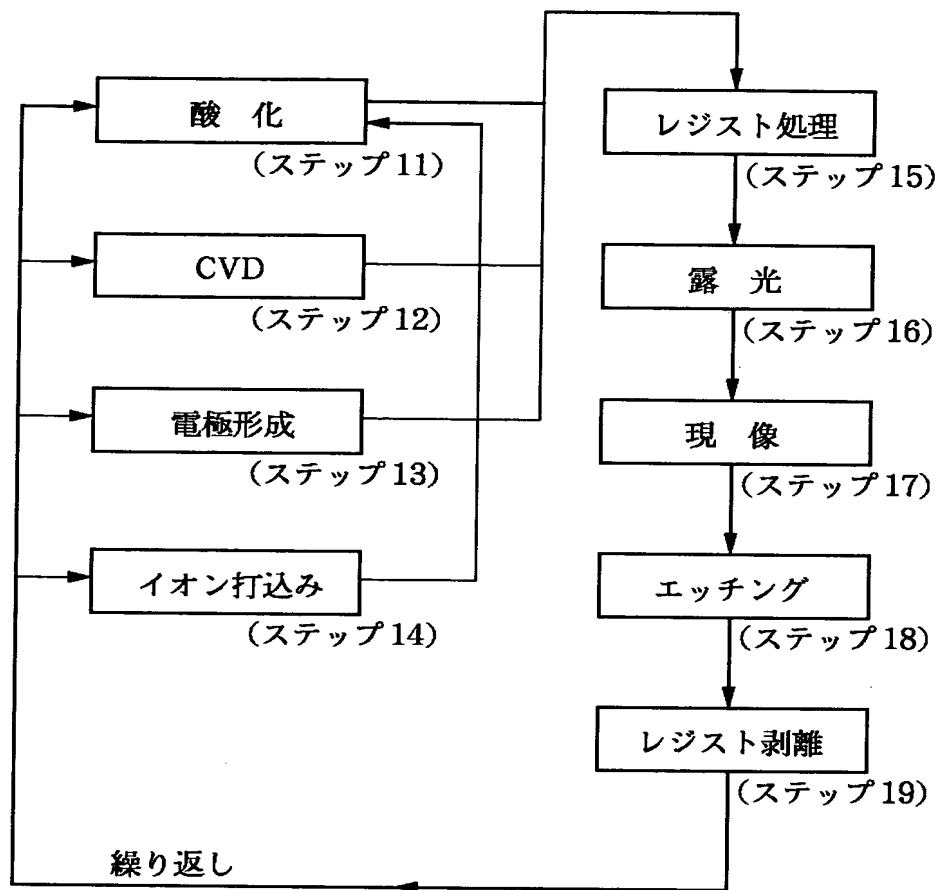 酸 化
(ステップ11)
CVD
(ステップ12)
電極形成
(ステップ13)
イオン打込み
(ステップ14)
レジスト処理
(ステップ15)
露 光
(ステップ16)
現 像
(ステップ17)
エッチング
(ステップ18)
レジスト剥離
(ステップ19)
繰り返し